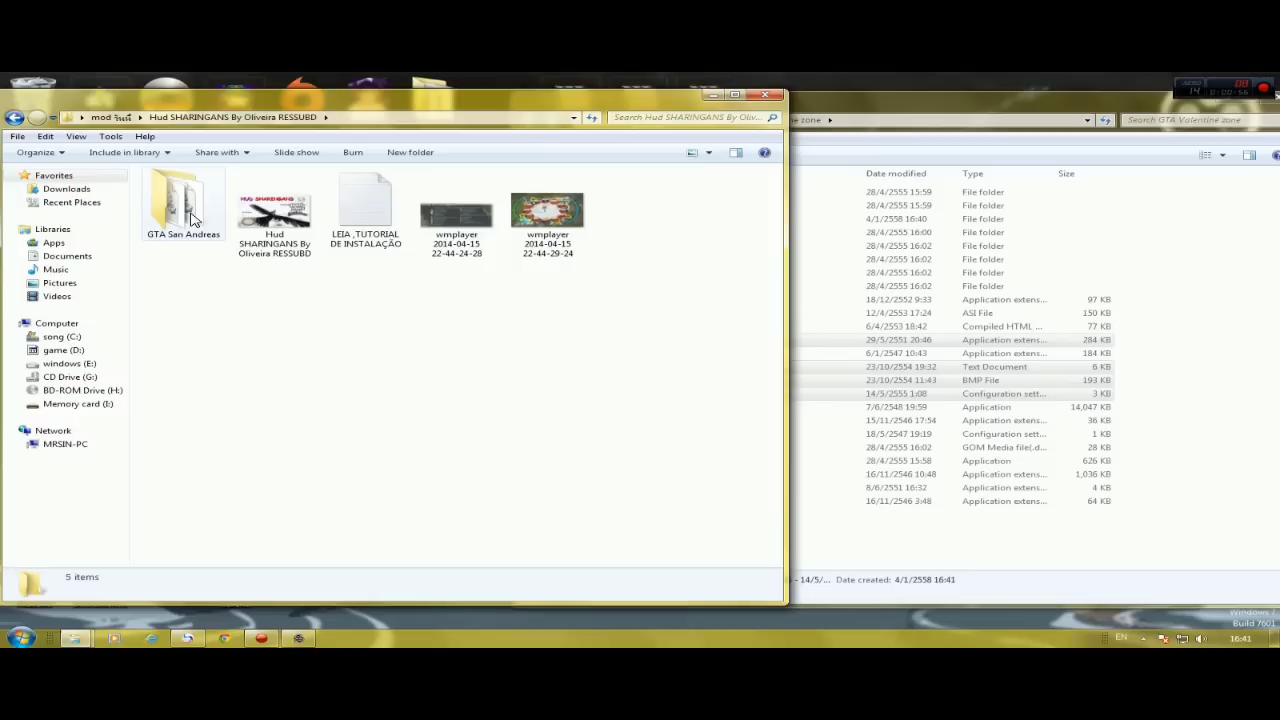 mod
Hud SHARINGANS By Oliveira RESSUBD
Search Hud SHARINGANS By Oliv...
ne zone
Search GTA Valentine zone
File Edit View Tools Help
Organize Include in library Share with Slide show Burn New folder
Favorites
Downloads
Recent Places
Libraries
Apps
Documents
Music
Pictures
Videos
Computer
song (C:)
game (D:)
windows (E:)
CD Drive (G:)
BD-ROM Drive (H:)
Memory card (I:)
Network
MRSIN-PC
GTA San Andreas
HUD SHARINGANS
Hud
SHARINGANS By
Oliveira RESSUBD
LEIA ,TUTORIAL
DE INSTALAÇÃO
wmplayer
2014-04-15
22-44-24-28
wmplayer
2014-04-15
22-44-29-24
5 items
Date modified Type Size
28/4/2555 15:59 File folder
28/4/2555 15:59 File folder
4/1/2558 16:40 File folder
28/4/2555 16:00 File folder
28/4/2555 16:02 File folder
28/4/2555 16:02 File folder
28/4/2555 16:02 File folder
28/4/2555 16:02 File folder
18/12/2552 9:33 Application extens... 97 KB
12/4/2553 17:24 ASI File 150 KB
6/4/2553 18:42 Compiled HTML ... 77 KB
29/5/2551 20:46 Application extens... 284 KB
6/1/2547 10:43 Application extens... 184 KB
23/10/2554 19:32 Text Document 6 KB
23/10/2554 11:43 BMP File 193 KB
14/5/2555 1:08 Configuration sett... 3 KB
7/6/2548 19:59 Application 14,047 KB
15/11/2546 17:54 Application extens... 36 KB
18/5/2547 19:19 Configuration sett... 1 KB
28/4/2555 16:02 GOM Media file(.d... 28 KB
28/4/2555 15:58 Application 626 KB
16/11/2546 10:48 Application extens... 1,036 KB
8/6/2551 16:32 Application extens... 4 KB
16/11/2546 3:48 Application extens... 64 KB
- 14/5/... Date created: 4/1/2558 16:41
Windows 7
Build 7601
EN
16:41